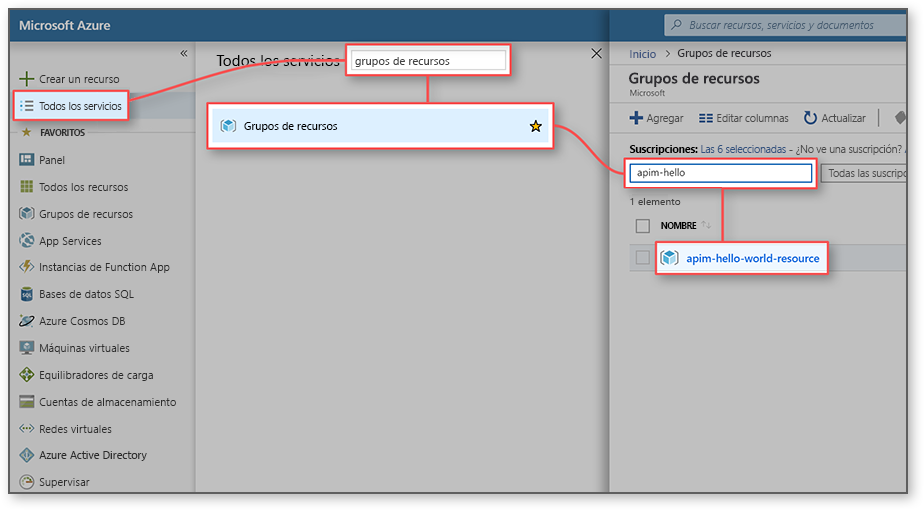 Microsoft Azure
Buscar recursos, servicios y documentos
Crear un recurso
Todos los servicios
FAVORITOS
Panel
Todos los recursos
Grupos de recursos
App Services
Instancias de Function App
Bases de datos SQL
Azure Cosmos DB
Máquinas virtuales
Equilibradores de carga
Cuentas de almacenamiento
Redes virtuales
Azure Active Directory
Supervisar
Todos los servicios
grupos de recursos
Grupos de recursos
Inicio > Grupos de recursos
Grupos de recursos
Microsoft
Agregar Editar columnas Actualizar
Suscripciones: Las 6 seleccionadas - ¿No ve una suscripción? A
apim-hello Todas las suscripc
1 elemento
NOMBRE
apim-hello-world-resource